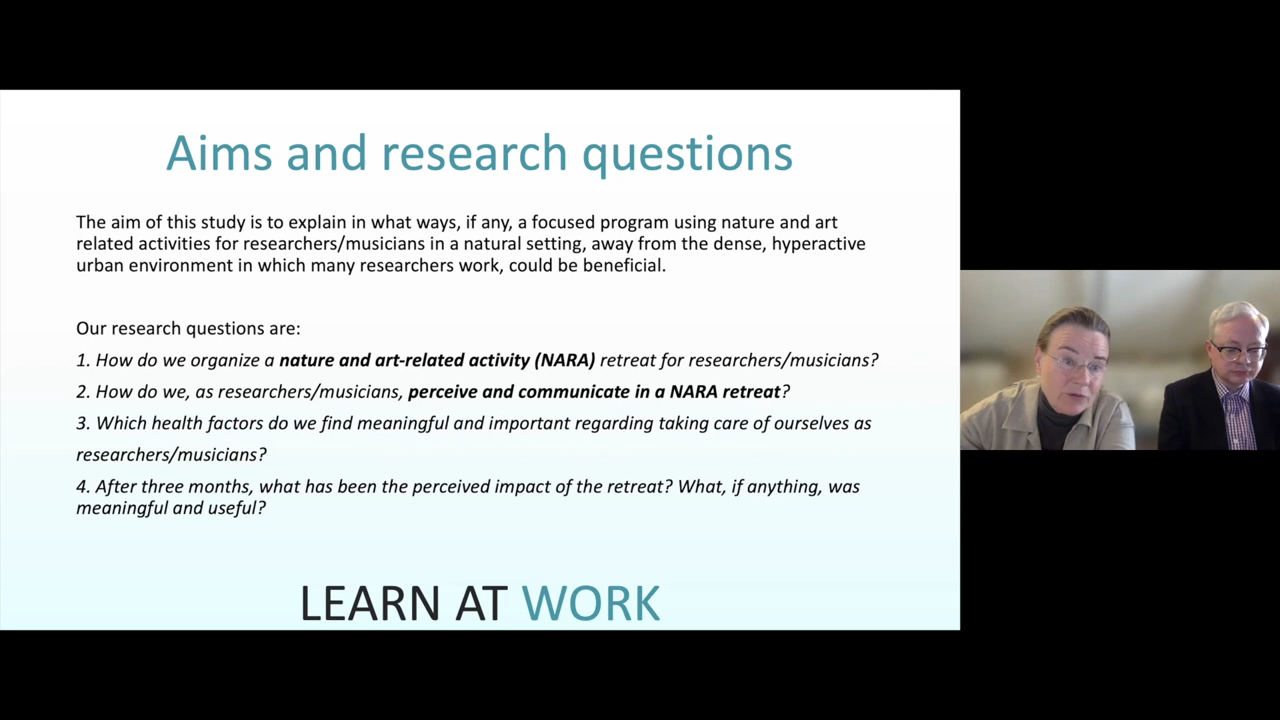 Aims and research questions
The aim of this study is to explain in what ways, if any, a focused program using nature and art
related activities for researchers/musicians in a natural setting, away from the dense, hyperactive
urban environment in which many researchers work, could be beneficial.
Our research questions are:
1. How do we organize a nature and art-related activity (NARA) retreat for researchers/musicians?
2. How do we, as researchers/musicians, perceive and communicate in a NARA retreat?
3. Which health factors do we find meaningful and important regarding taking care of ourselves as
researchers/musicians?
4. After three months, what has been the perceived impact of the retreat? What, if anything, was
meaningful and useful?
LEARN AT WORK